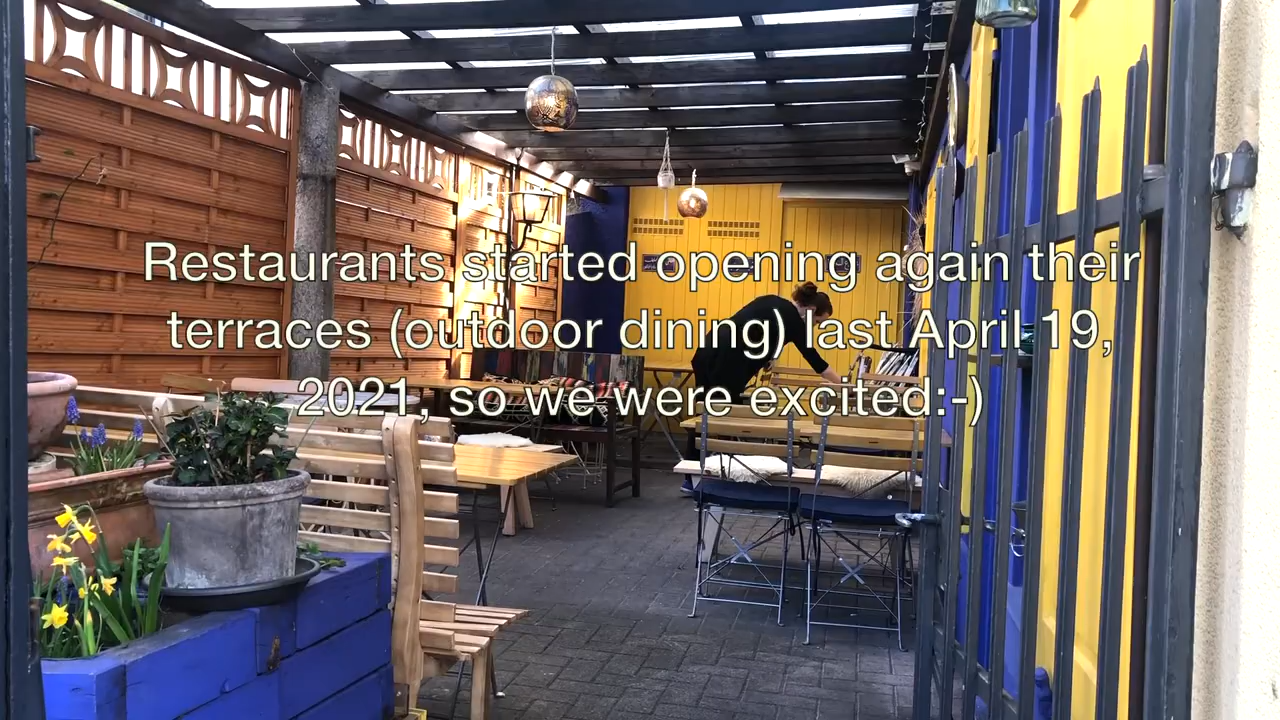 Restaurants started opening again their
terraces (outdoor dining) last April 19,
2021, so we were excited:-)